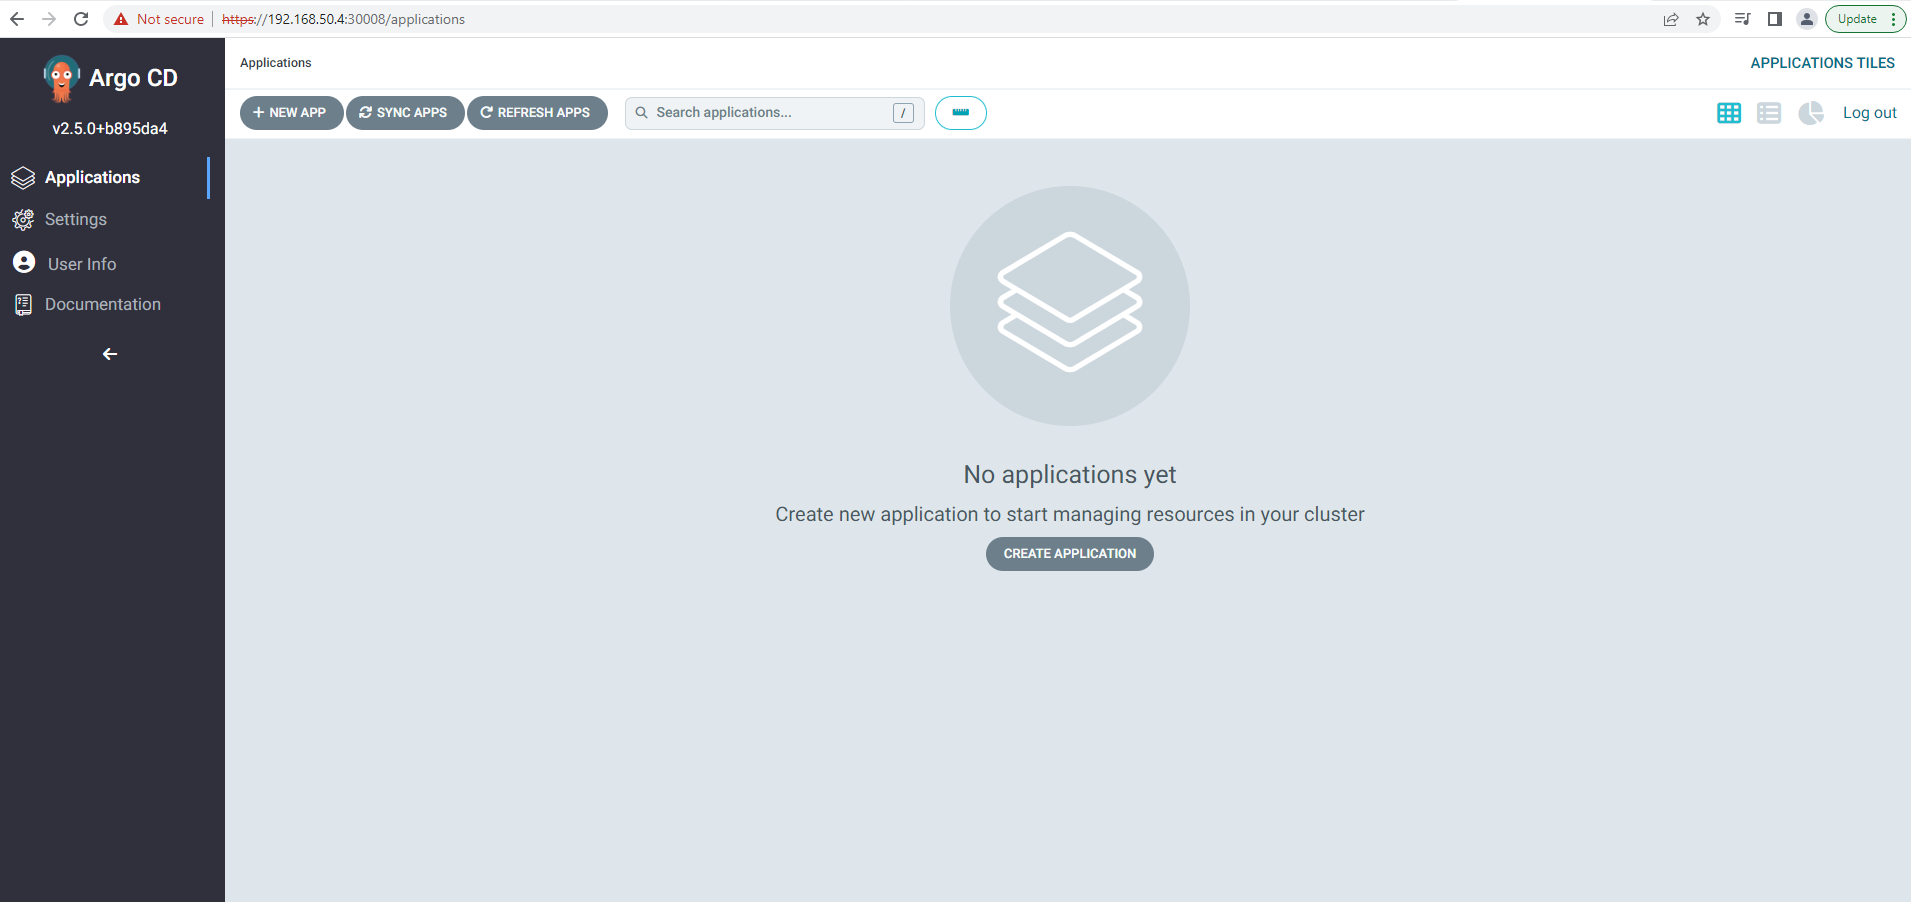 Not secure https://192.168.50.4:30008/applications Update
Argo CD
v2.5.0+b895da4
Applications
Settings
User Info
Documentation
Applications APPLICATIONS TILES
+ NEW APP SYNC APPS REFRESH APPS Search applications... / Log out
No applications yet
Create new application to start managing resources in your cluster
CREATE APPLICATION